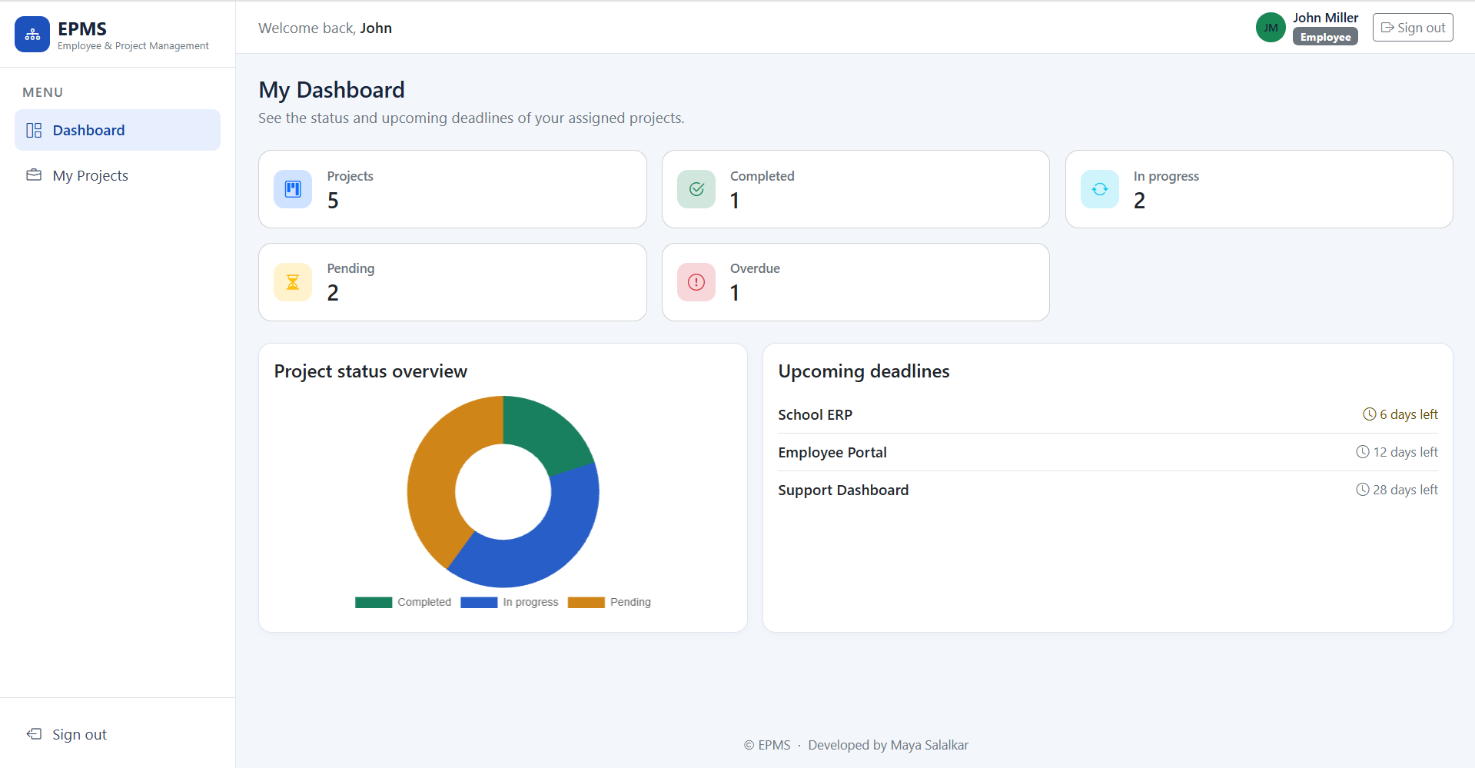 EPMS
Employee & Project Management
Welcome back, John
JM
John Miller
Employee
Sign out
MENU
Dashboard
My Projects
Sign out
My Dashboard
See the status and upcoming deadlines of your assigned projects.
Projects
5
Completed
1
In progress
2
Pending
2
Overdue
1
Project status overview
Completed In progress Pending
Upcoming deadlines
School ERP 6 days left
Employee Portal 12 days left
Support Dashboard 28 days left
© EPMS · Developed by Maya Salalkar